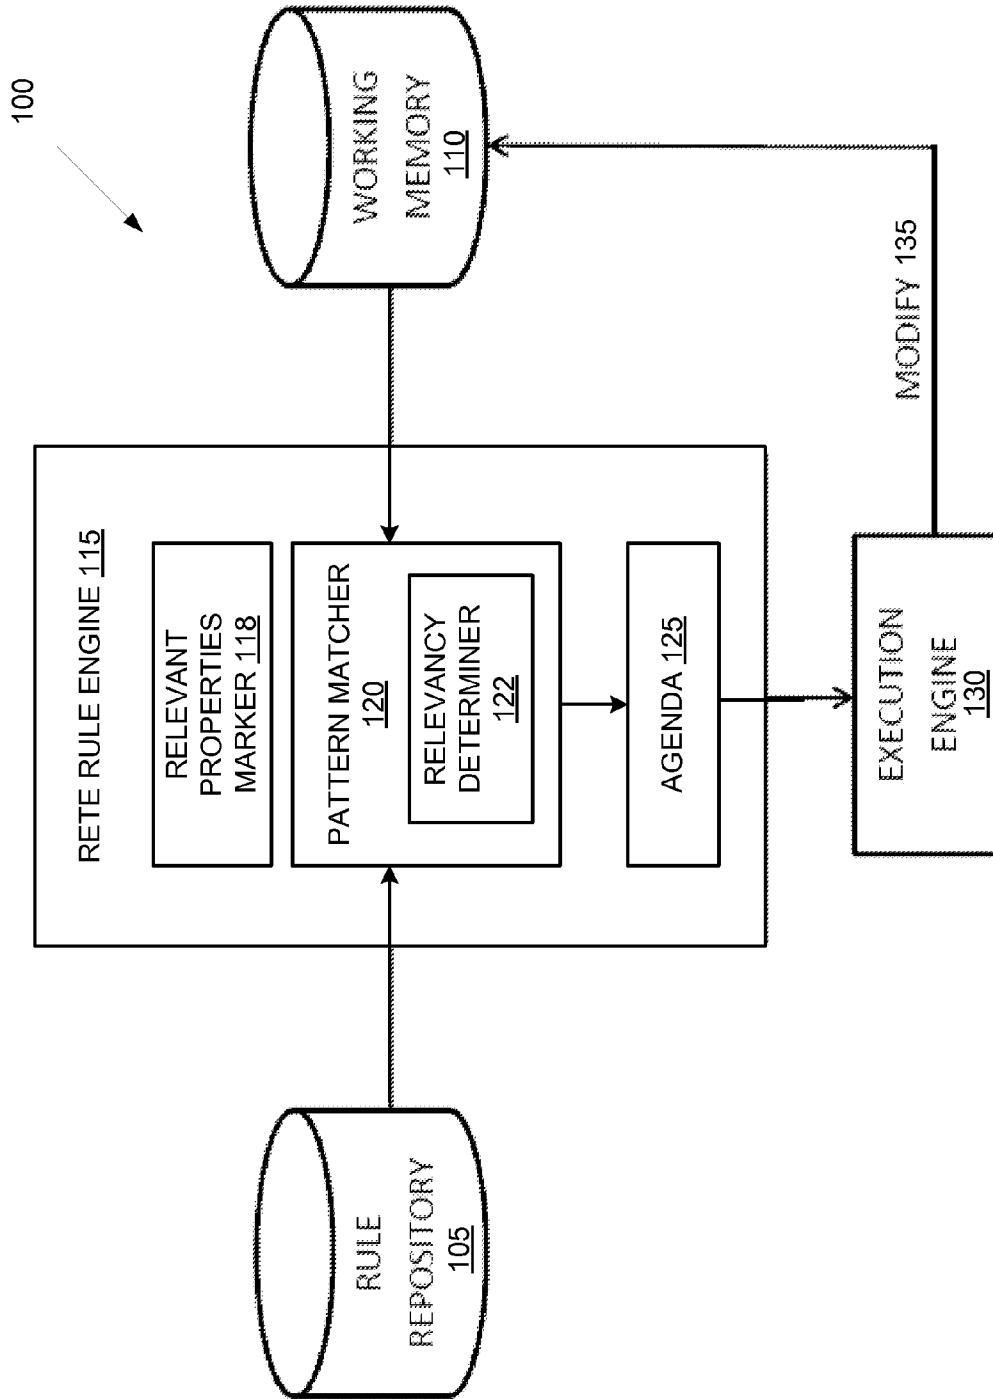 100
RETE RULE ENGINE 115
RELEVANT
PROPERTIES
MARKER 118
RULE
REPOSITORY
105
PATTERN MATCHER
120
RELEVANCY
DETERMINER
122
WORKING
MEMORY
110
AGENDA 125
EXECUTION
ENGINE
130
MODIFY 135